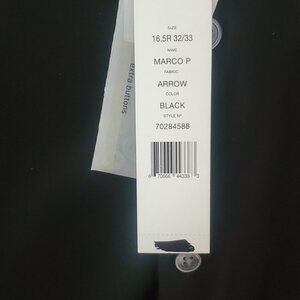 SIZE
16.5R 32/33
NAME
MARCO P
FABRIC
ARROW
COLOR
BLACK
STYLE Nº
70284588
extra buttons